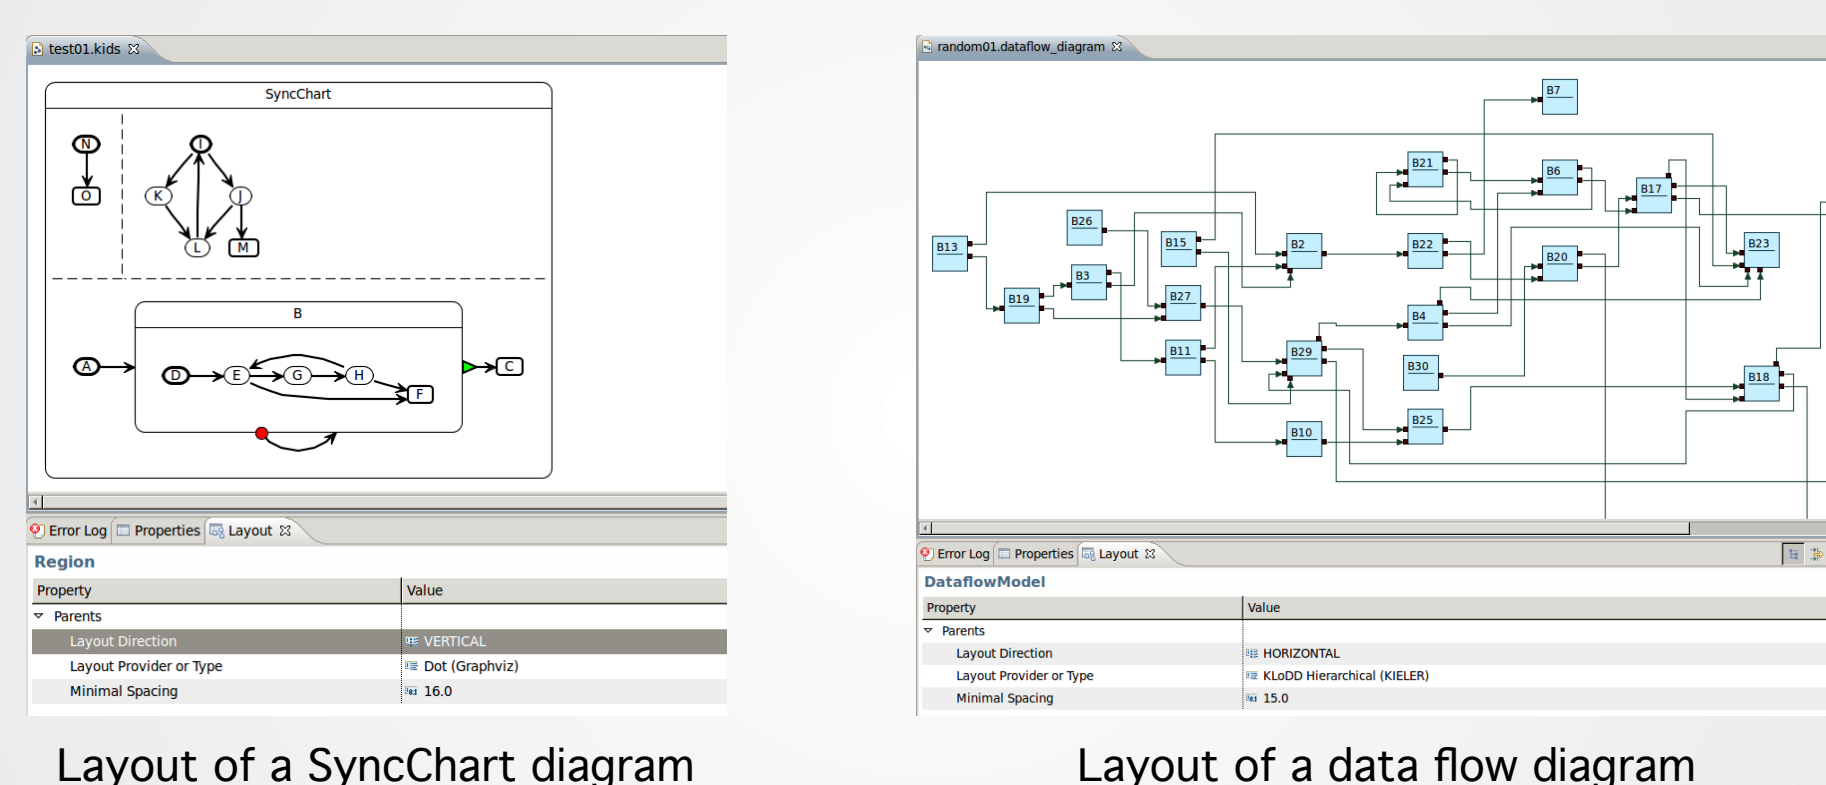 test01.kids
SyncChart
N
I
O
K
J
L
M
B
A
D
E
G
H
F
C
Error Log Properties Layout
Region
Property Value
Parents
Layout Direction VERTICAL
Layout Provider or Type Dot (Graphviz)
Minimal Spacing 16.0
Layout of a SyncChart diagram
random01.dataflow_diagram
B7
B21
B6
B17
B26
B13
B15
B2
B22
B23
B20
B3
B19
B27
B4
B11
B29
B30
B18
B25
B10
Error Log Properties Layout
DataflowModel
Property Value
Parents
Layout Direction HORIZONTAL
Layout Provider or Type KLoDD Hierarchical (KIELER)
Minimal Spacing 15.0
Layout of a data flow diagram